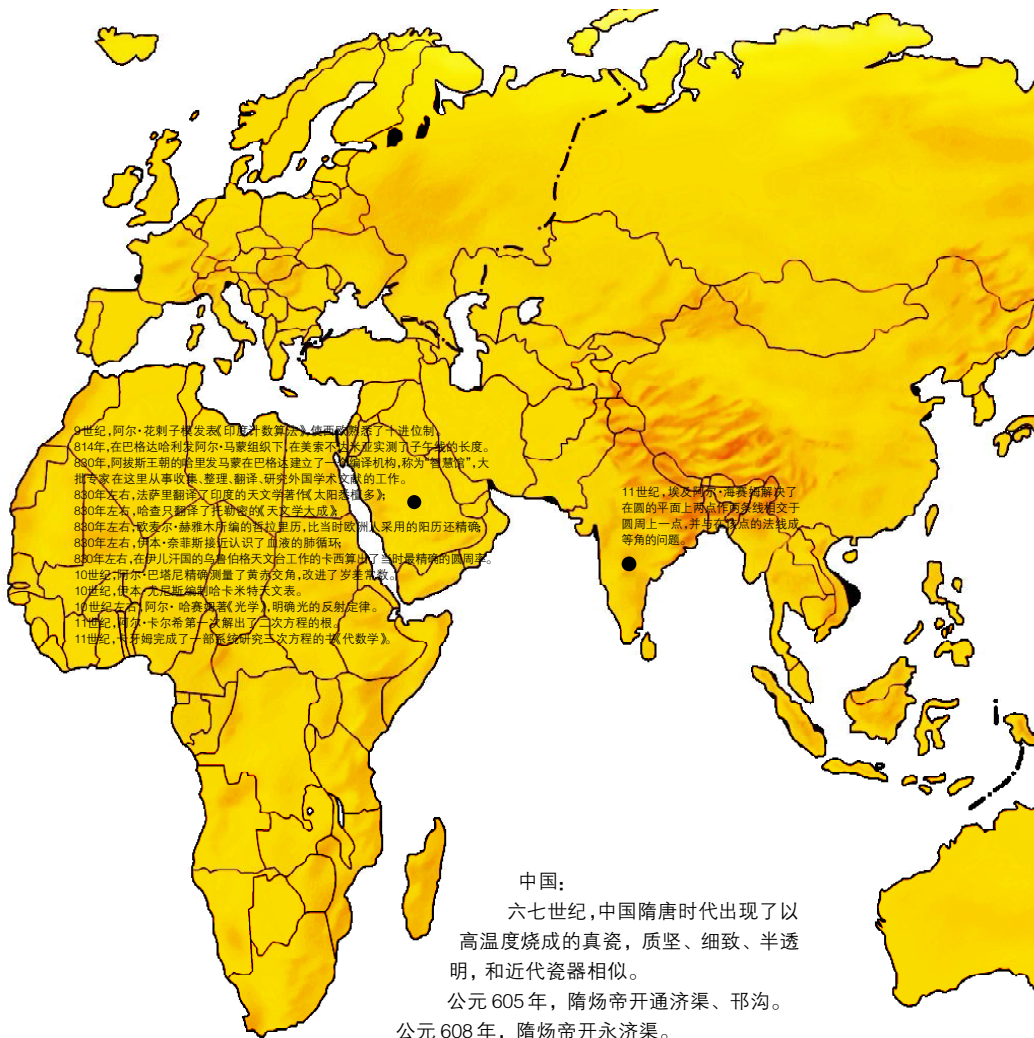 9世纪,阿尔·花剌子模发表《印度计数算法》,使西欧熟悉了十进位制。
814年,在巴格达哈利发阿尔·马蒙组织下,在美索不达米亚实测了子午线的长度。
830年,阿拔斯王朝的哈里发马蒙在巴格达建立了一个编译机构,称为“智慧馆”,大
批专家在这里从事收集、整理、翻译、研究外国学术文献的工作。
830年左右,法萨里翻译了印度的天文学著作《太阳悉檀多》;
830年左右,哈查只翻译了托勒密的《天文学大成》;
830年左右,欧麦尔·赫雅木所编的哲拉里历,比当时欧洲人采用的阳历还精确;
830年左右,伊本·奈菲斯接近认识了血液的肺循环;
830年左右,在伊儿汗国的乌鲁伯格天文台工作的卡西算出了当时最精确的圆周率。
10世纪,阿尔·巴塔尼精确测量了黄赤交角,改进了岁差常数。
10世纪,伊本·尤尼斯编制哈卡米特天文表。
10世纪左右,阿尔·哈赛姆著《光学》,明确光的反射定律。
11世纪,阿尔·卡尔希第一次解出了二次方程的根。
11世纪,卡牙姆完成了一部系统研究三次方程的书《代数学》。
11世纪,埃及阿尔·海赛姆解决了
在圆的平面上两点作两条线相交于
圆周上一点,并与在该点的法线成
等角的问题。
中国:
六七世纪,中国隋唐时代出现了以
高温度烧成的真瓷,质坚、细致、半透
明,和近代瓷器相似。
公元605年,隋炀帝开通济渠、邗沟。
公元608年,隋炀帝开永济渠。